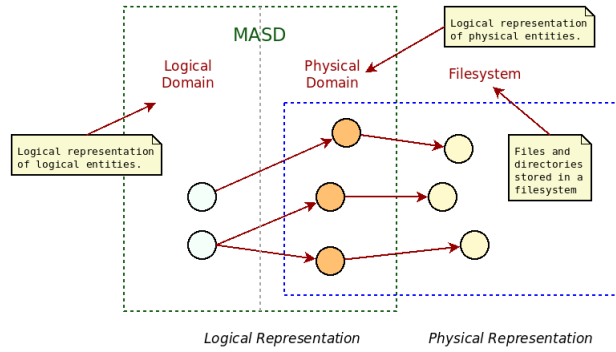 MASD
Logical representation
of physical entities.
Logical
Domain
Physical
Domain
Filesystem
Logical representation
of logical entities.
Files and
directories
stored in a
filesystem
Logical Representation
Physical Representation